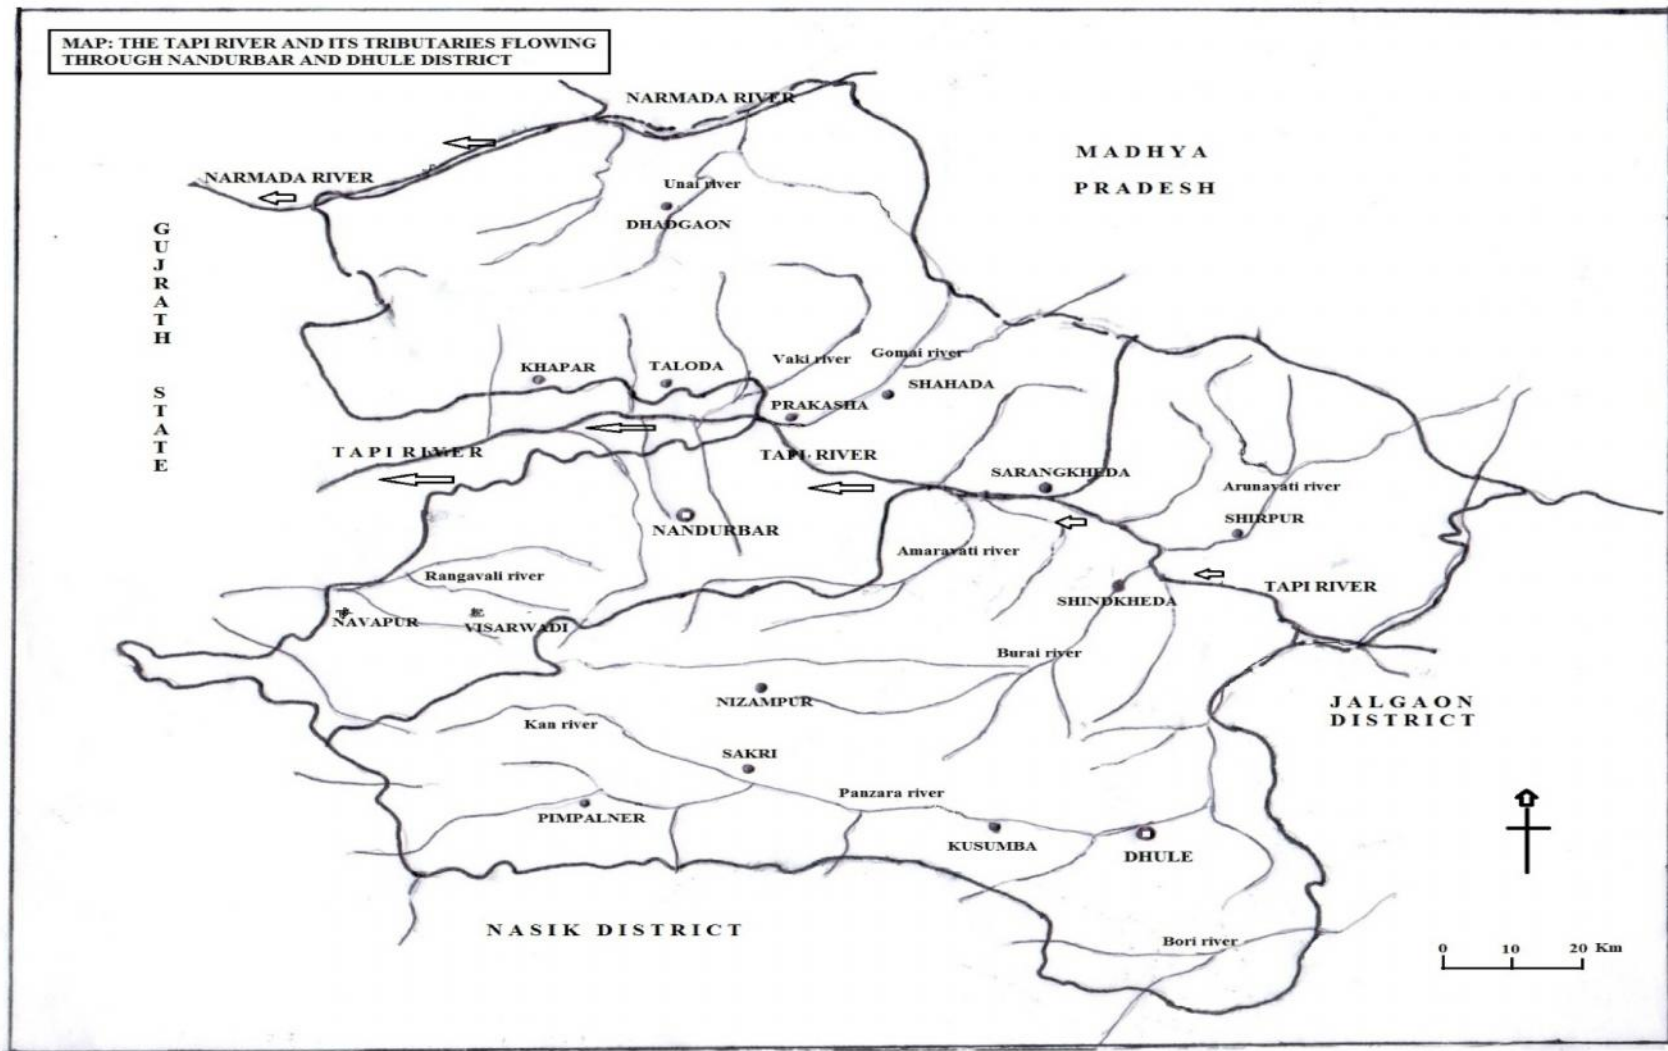 MAP: THE TAPI RIVER AND ITS TRIBUTARIES FLOWING
THROUGH NANDURBAR AND DHULE DISTRICT
NARMADA RIVER
NARMADA RIVER
MADHYA
PRADESH
Unai river
DHADGAON
GUJRATH STATE
KHAPAR
TALODA
Vaki river
Gomai river
SHAHADA
PRAKASHA
TAPI RIVER
TAPI RIVER
SARANGKHEDA
Arunavati river
SHIRPUR
NANDURBAR
Amaravati river
Rangavali river
TAPI RIVER
SHINDKHEDA
NAVAPUR
VISARWADI
Burai river
NIZAMPUR
JALGAON
DISTRICT
Kan river
SAKRI
Panzara river
PIMPALNER
KUSUMBA
DHULE
NASIK DISTRICT
Bori river
0 10 20 Km